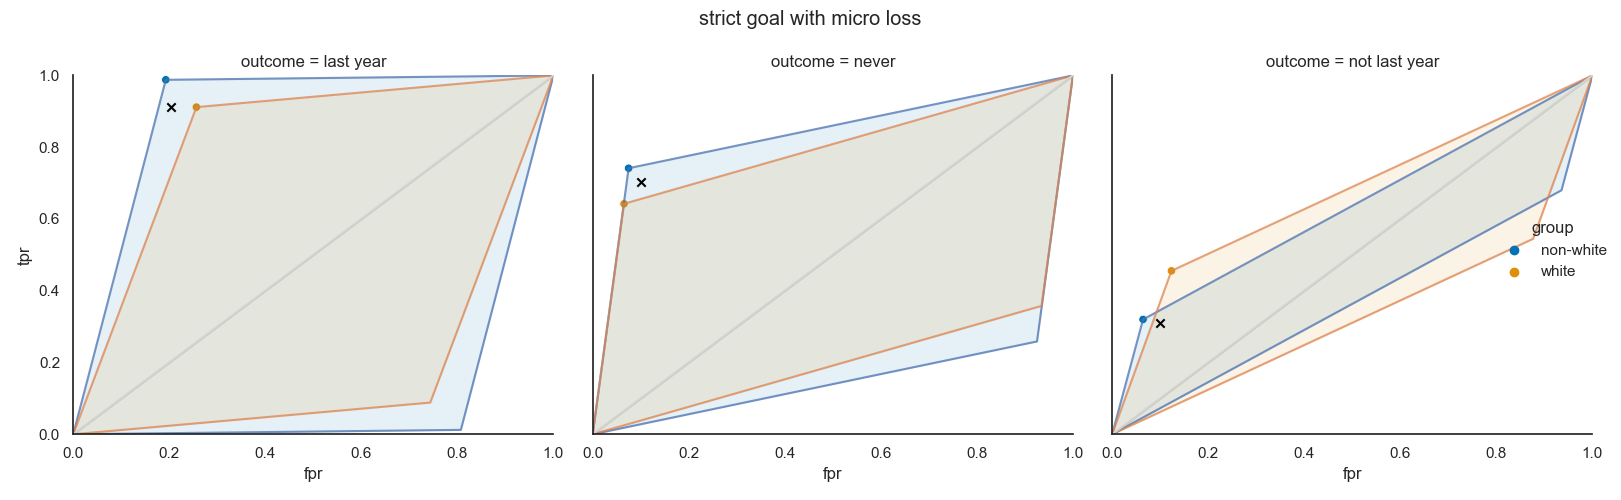 strict goal with micro loss
outcome = last year
outcome = never
outcome = not last year
tpr
1.0
0.8
0.6
0.4
0.2
0.0
0.0 0.2 0.4 0.6 0.8 1.0
fpr
0.0 0.2 0.4 0.6 0.8 1.0
fpr
0.0 0.2 0.4 0.6 0.8 1.0
fpr
group
non-white
white